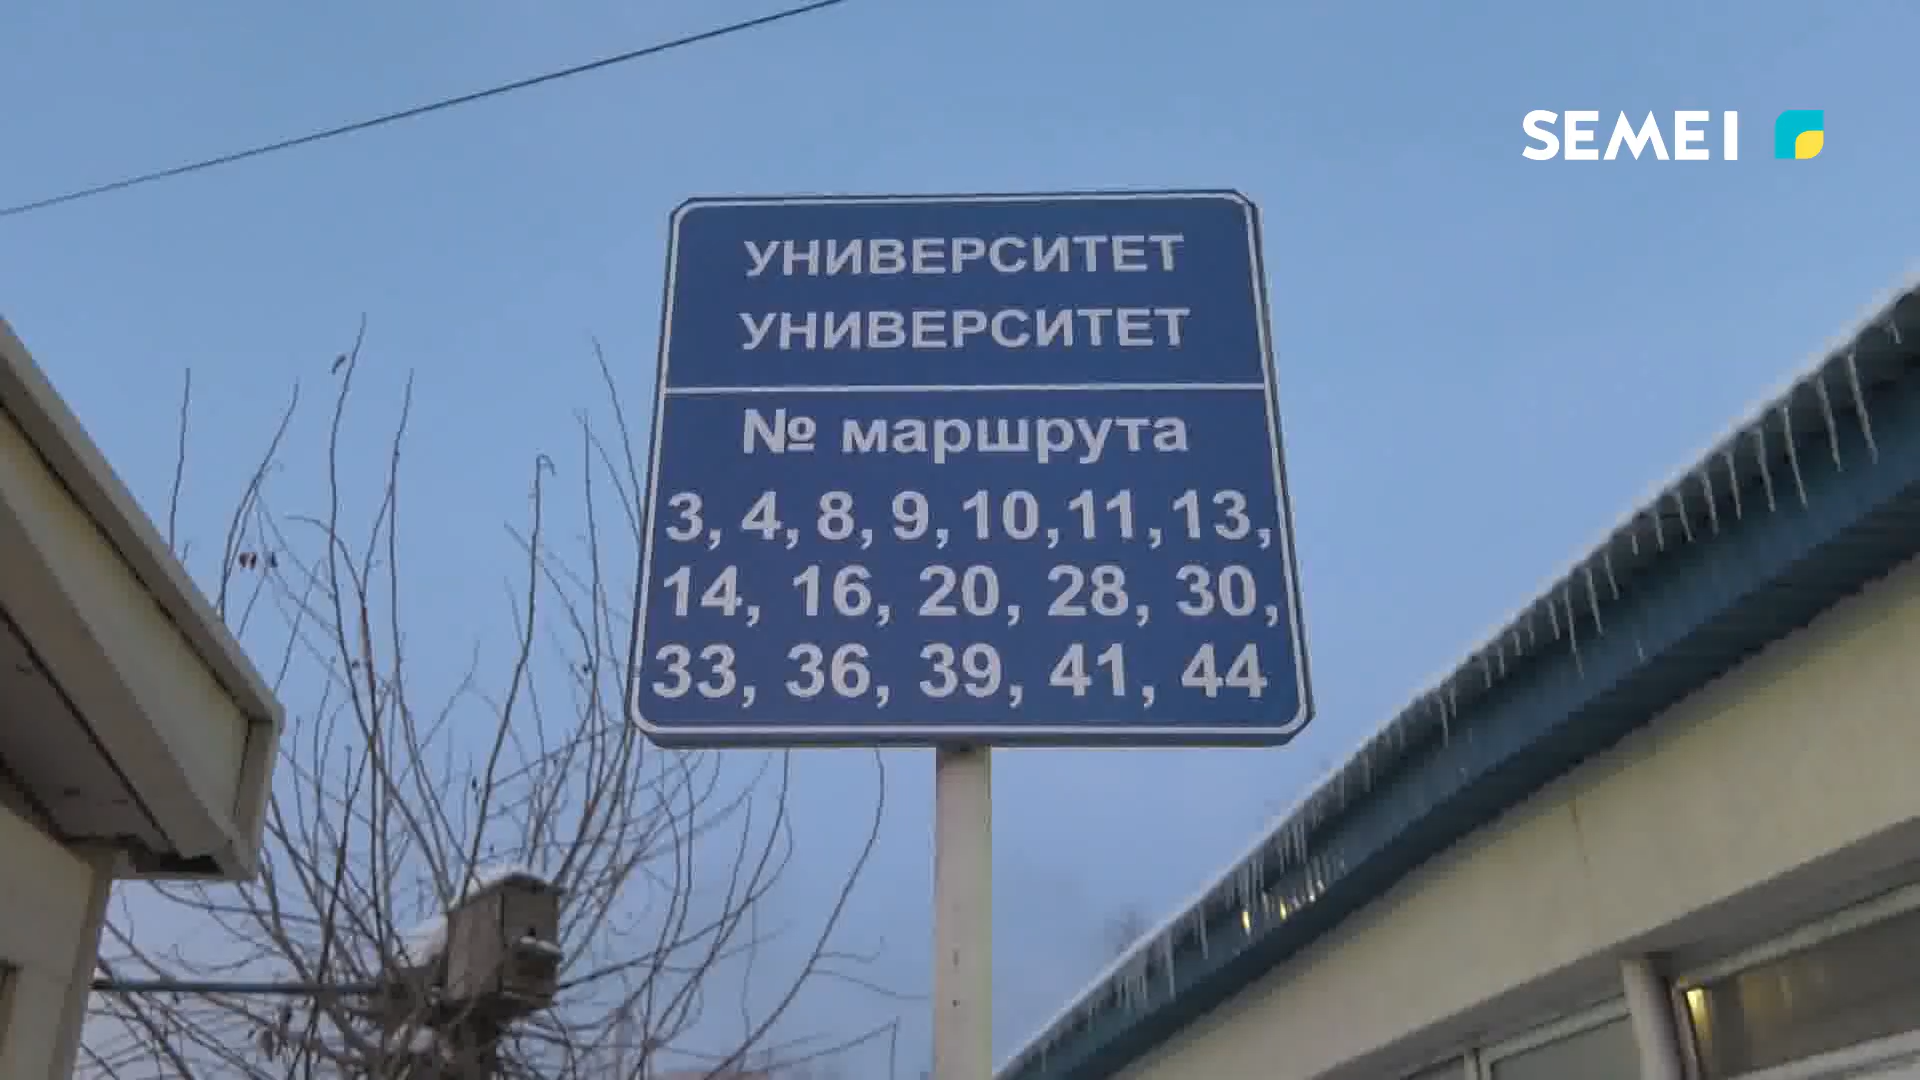 SEMEI
УНИВЕРСИТЕТ
УНИВЕРСИТЕТ
№ маршрута
3, 4, 8, 9, 10, 11, 13,
14, 16, 20, 28, 30,
33, 36, 39, 41, 44